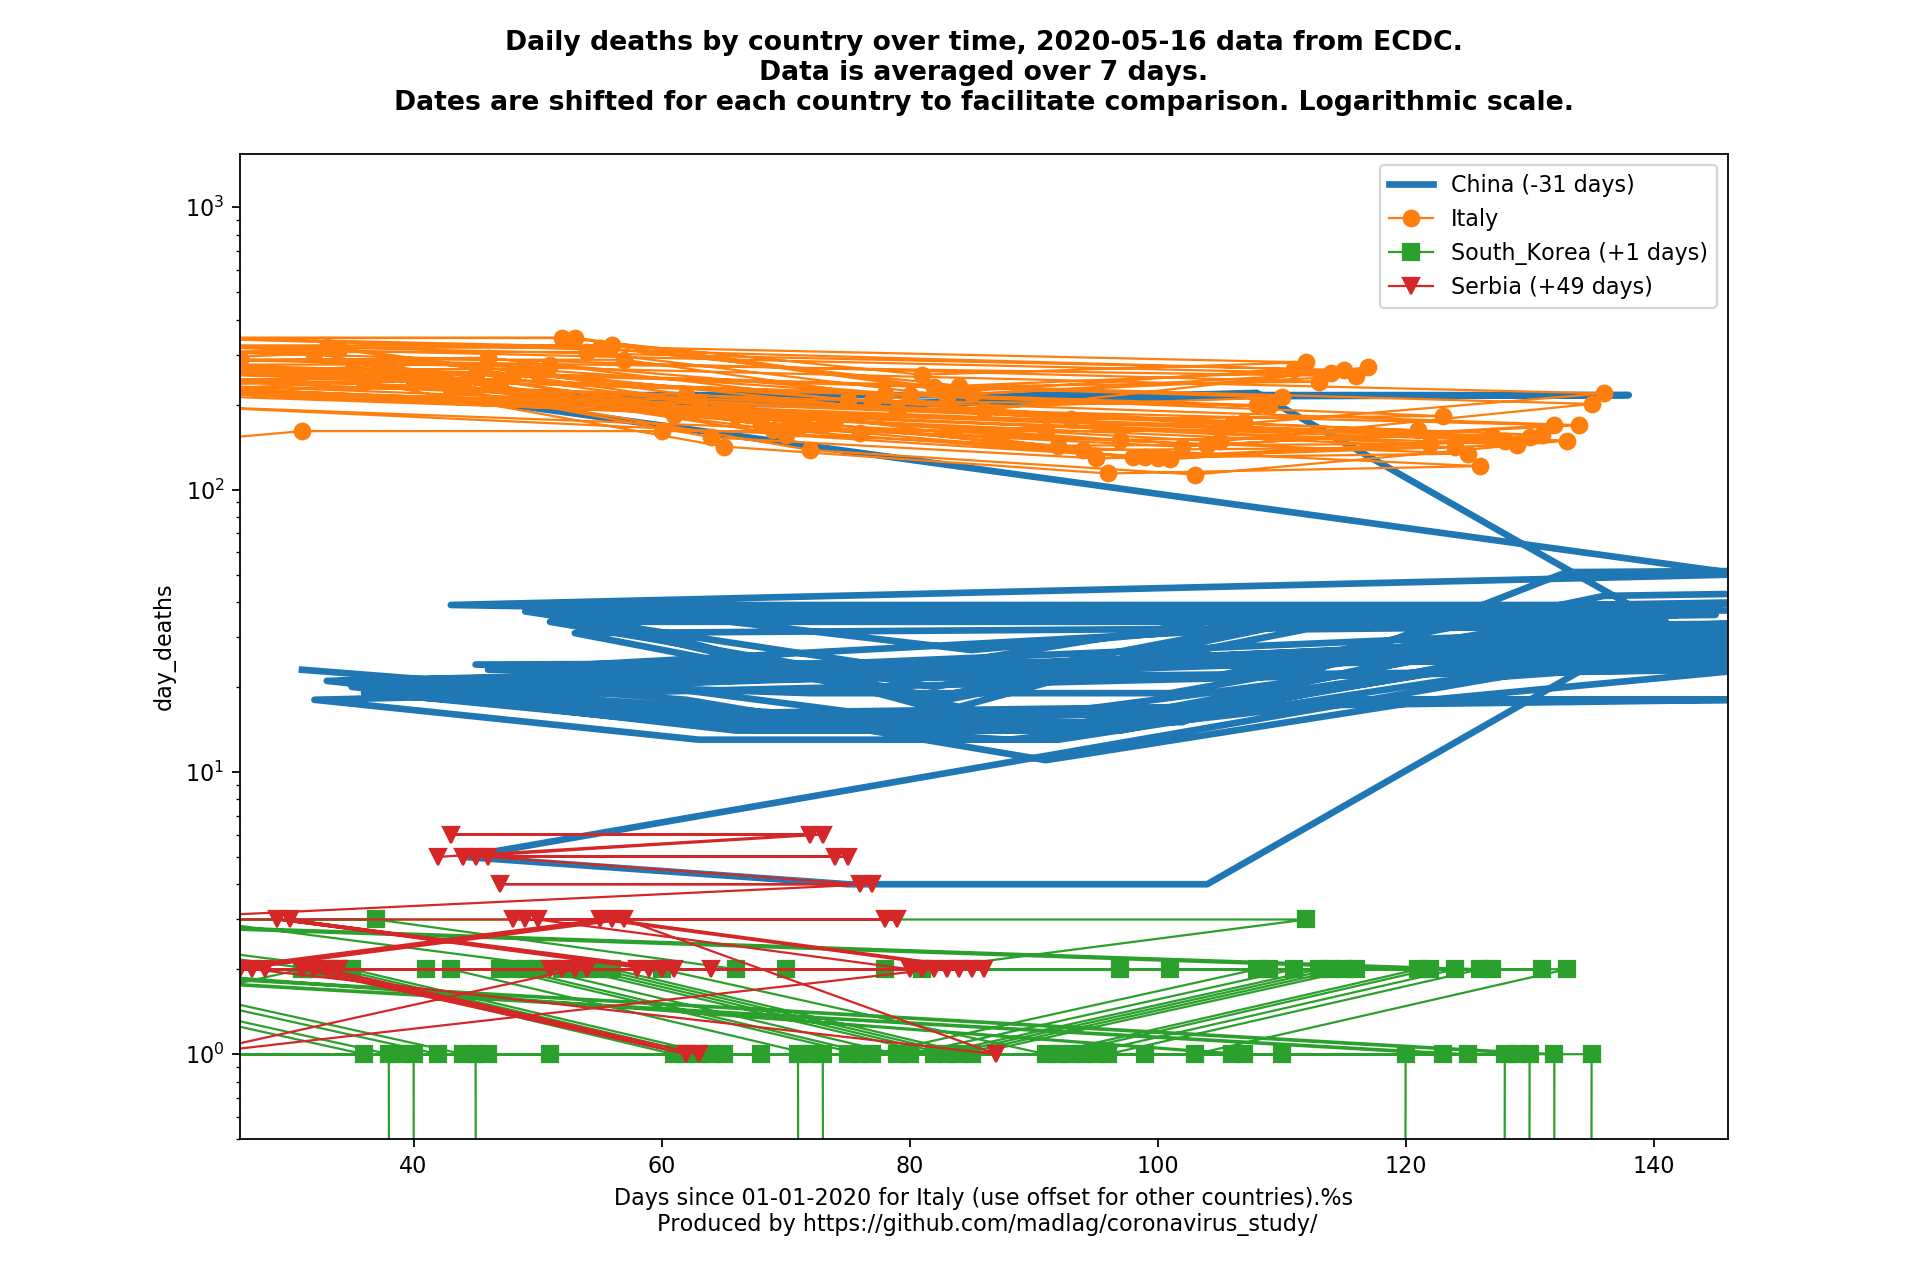 Daily deaths by country over time, 2020-05-16 data from ECDC.
Data is averaged over 7 days.
Dates are shifted for each country to facilitate comparison. Logarithmic scale.
China (-31 days)
Italy
South_Korea (+1 days)
Serbia (+49 days)
day_deaths
10³
10²
10¹
10⁰
40 60 80 100 120 140
Days since 01-01-2020 for Italy (use offset for other countries).%s
Produced by https://github.com/madlag/coronavirus_study/